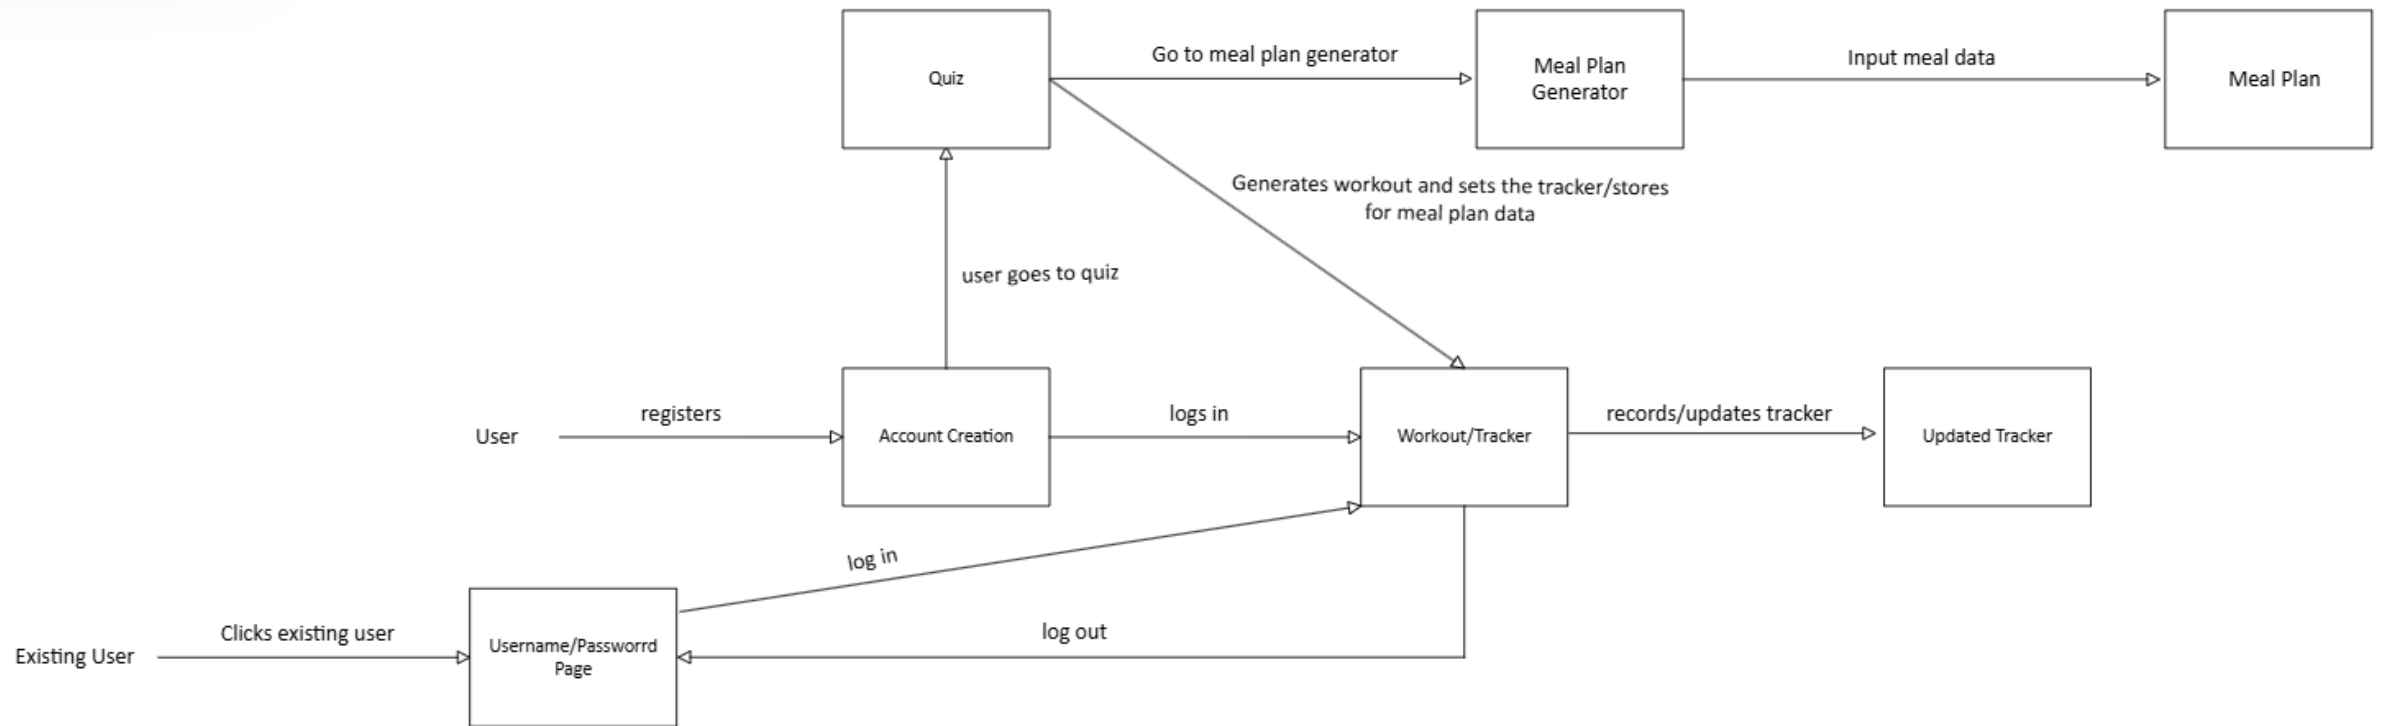 Quiz
Go to meal plan generator
Meal Plan
Generator
Input meal data
Meal Plan
Generates workout and sets the tracker/stores
for meal plan data
user goes to quiz
User
registers
Account Creation
logs in
Workout/Tracker
records/updates tracker
Updated Tracker
log in
Existing User
Clicks existing user
Username/Passworrd
Page
log out